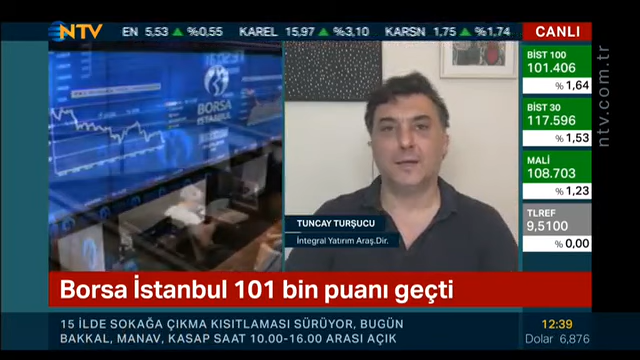 NTV
EN 5,53 ▲ %0,55 KAREL 15,97 ▲ %3,10 KARSN 1,75 ▲ %1,74
CANLI
BIST 100
101.406
% 1,64
BIST 30
117.596
% 1,53
MALİ
108.703
% 1,23
TLREF
9,5100
% 0,00
ntv.com.tr
BORSA
ISTANBUL
TUNCAY TURŞUCU
İntegral Yatırım Araş.Dir.
Borsa İstanbul 101 bin puanı geçti
15 İLDE SOKAĞA ÇIKMA KISITLAMASI SÜRÜYOR, BUGÜN
BAKKAL, MANAV, KASAP SAAT 10.00-16.00 ARASI AÇIK
12:39
Dolar 6,876